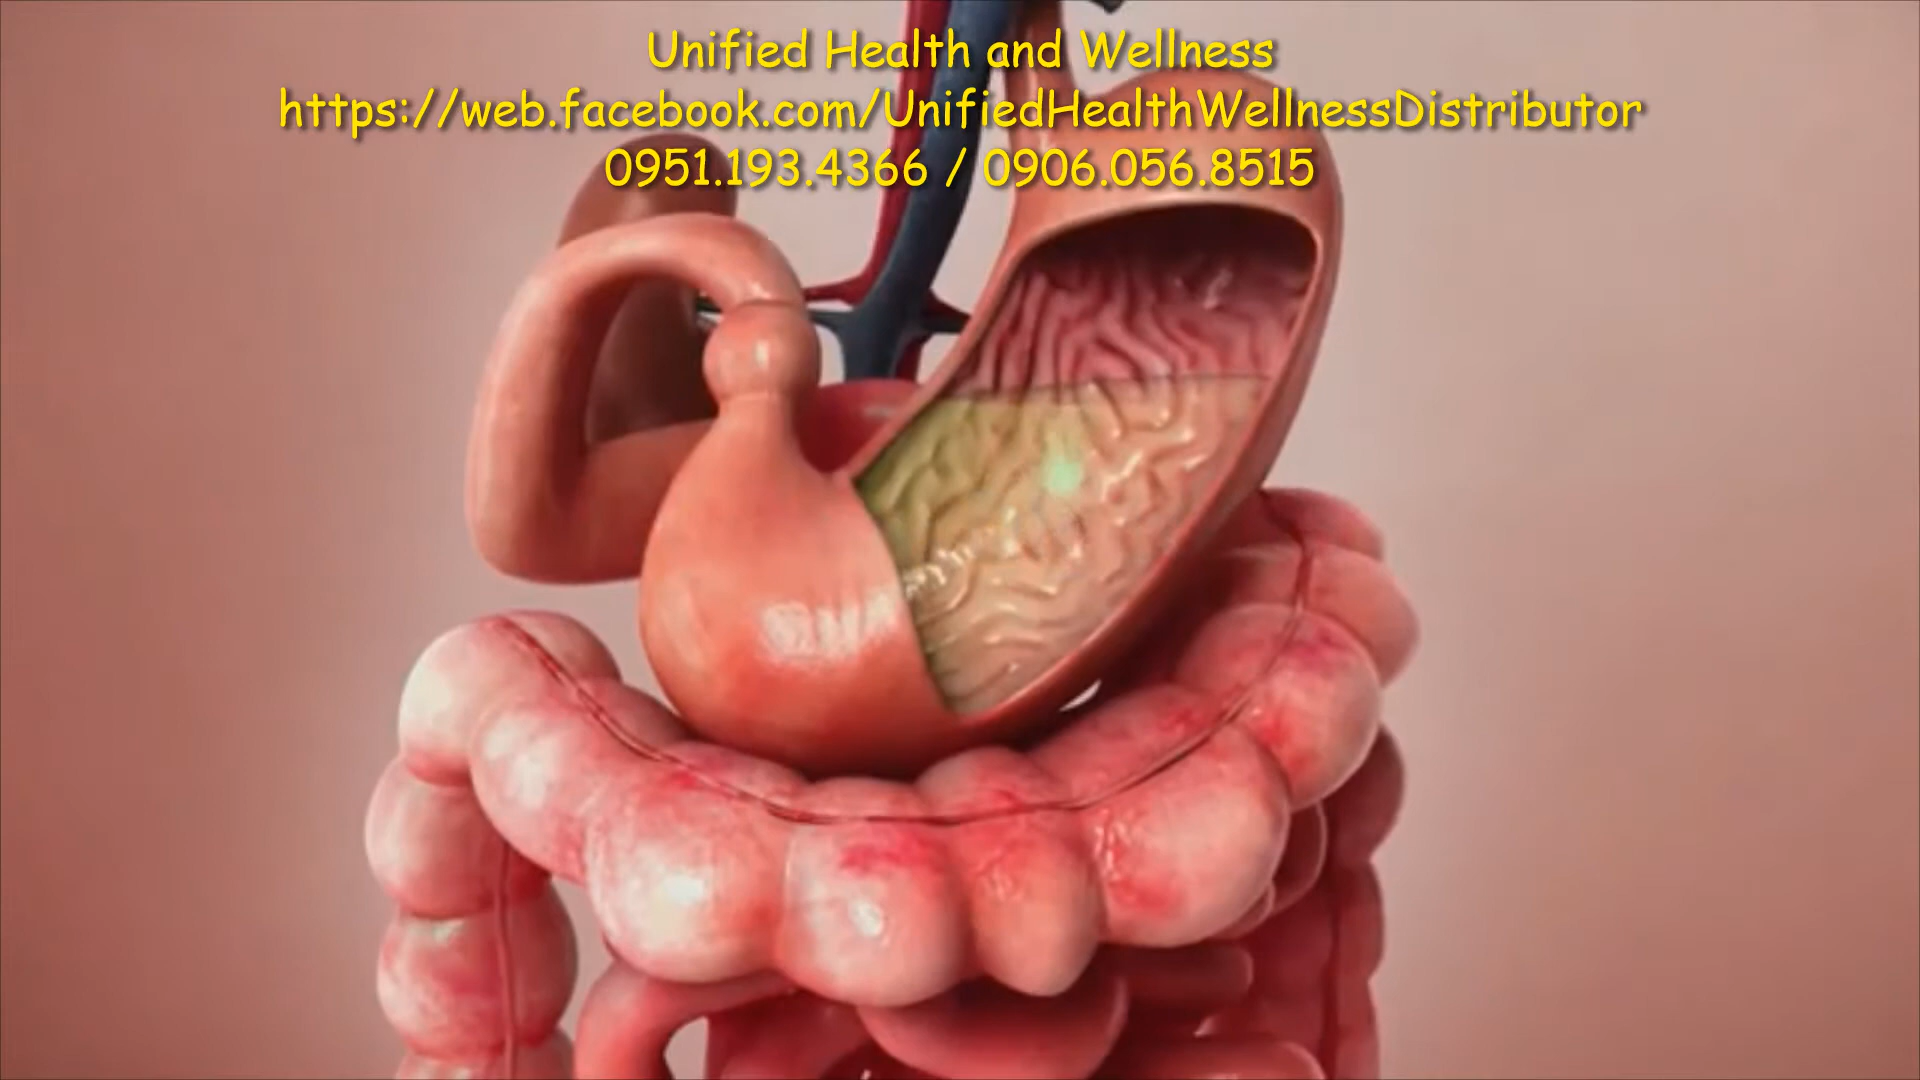 Unified Health and Wellness
https://web.facebook.com/UnifiedHealthWellnessDistributor
0951.193.4366 / 0906.056.8515